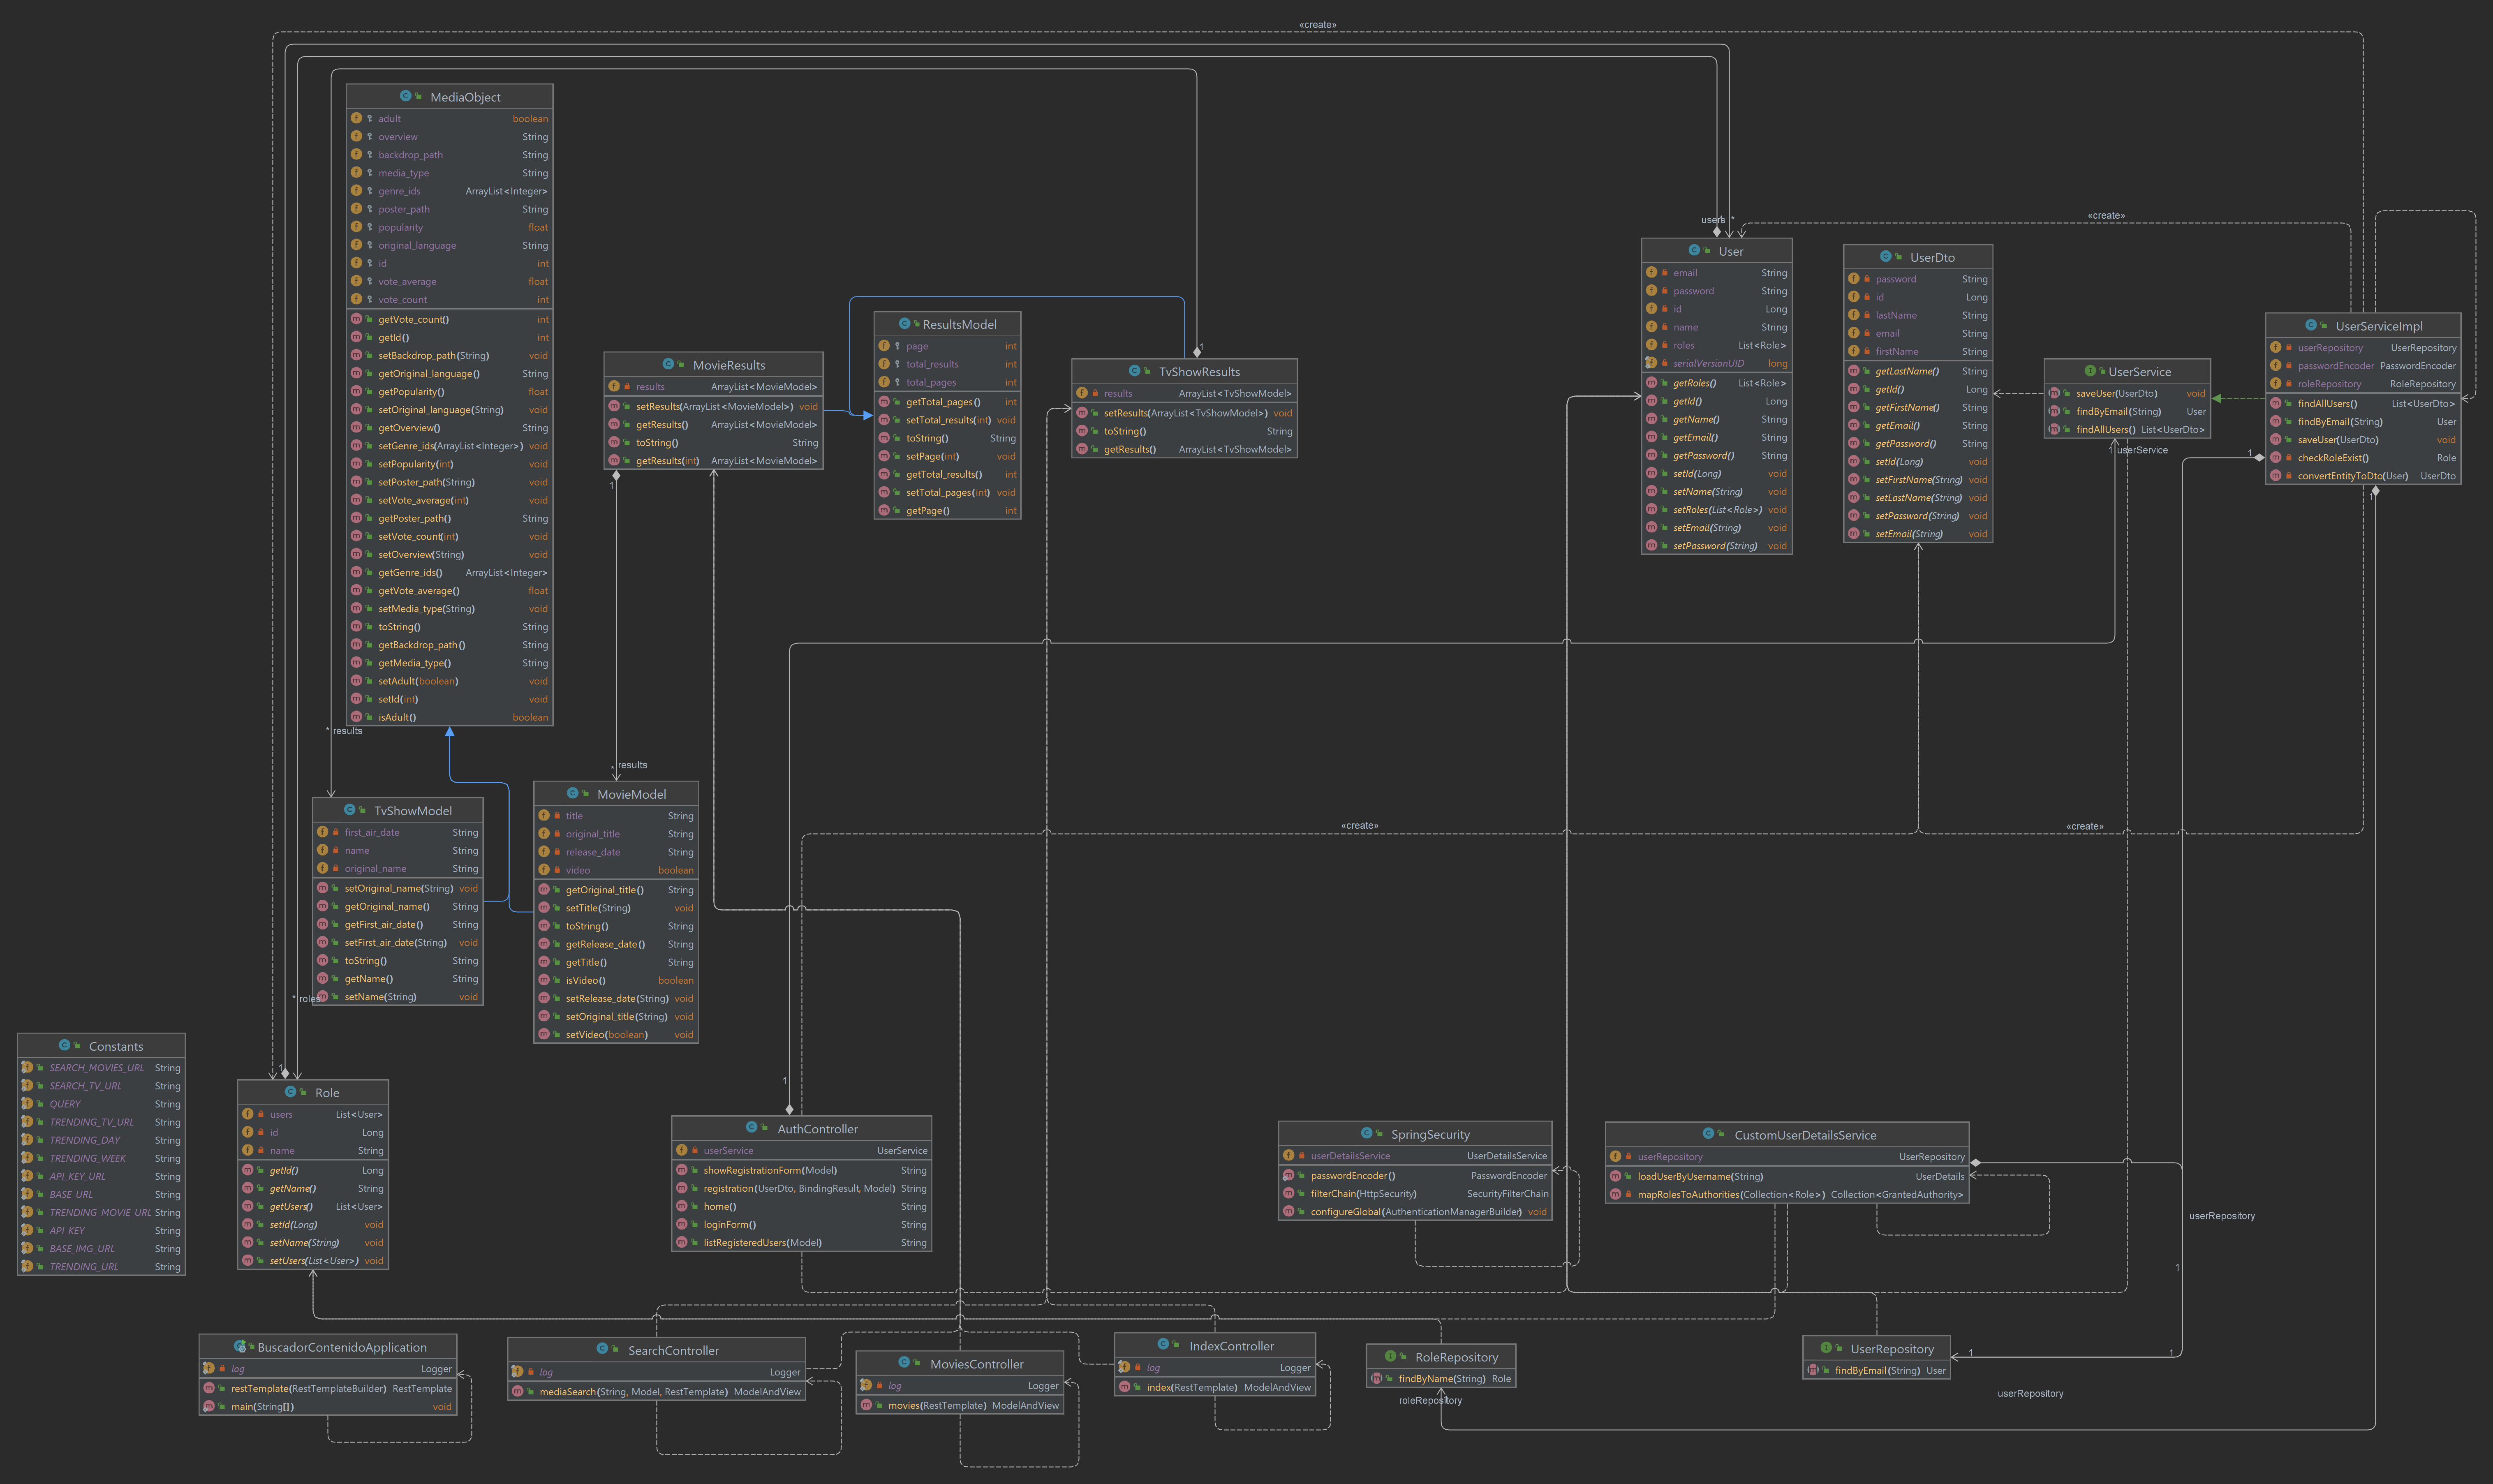 «create»
MediaObject
adult boolean
overview String
backdrop_path String
media_type String
genre_ids ArrayList<Integer>
poster_path String
popularity float
original_language String
id int
vote_average float
vote_count int
getVote_count() int
getId() int
setBackdrop_path(String) void
getOriginal_language() String
getPopularity() float
setOriginal_language(String) void
getOverview() String
setGenre_ids(ArrayList<Integer>) void
setPopularity(int) void
setPoster_path(String) void
setVote_average(int) void
getPoster_path() String
setVote_count(int) void
setOverview(String) void
getGenre_ids() ArrayList<Integer>
getVote_average() float
setMedia_type(String) void
toString() String
getBackdrop_path() String
getMedia_type() String
setAdult(boolean) void
setId(int) void
isAdult() boolean
MovieResults
results ArrayList<MovieModel>
setResults(ArrayList<MovieModel>) void
getResults() ArrayList<MovieModel>
toString() String
getResults(int) ArrayList<MovieModel>
1
ResultsModel
page int
total_results int
total_pages int
getTotal_pages() int
setTotal_results(int) void
toString() String
setPage(int) void
getTotal_results() int
setTotal_pages(int) void
getPage() int
1
TvShowResults
results ArrayList<TvShowModel>
setResults(ArrayList<TvShowModel>) void
toString() String
getResults() ArrayList<TvShowModel>
users *
«create»
User
email String
password String
id Long
name String
roles List<Role>
serialVersionUID long
getRoles() List<Role>
getId() Long
getName() String
getEmail() String
getPassword() String
setId(Long) void
setName(String) void
setRoles(List<Role>) void
setEmail(String) void
setPassword(String) void
UserDto
password String
id Long
lastName String
email String
firstName String
getLastName() String
getId() Long
getFirstName() String
getEmail() String
getPassword() String
setId(Long) void
setFirstName(String) void
setLastName(String) void
setPassword(String) void
setEmail(String) void
UserService
saveUser(UserDto) void
findByEmail(String) User
findAllUsers() List<UserDto>
1 userService
UserServiceImpl
userRepository UserRepository
passwordEncoder PasswordEncoder
roleRepository RoleRepository
findAllUsers() List<UserDto>
findByEmail(String) User
saveUser(UserDto) void
checkRoleExist() Role
convertEntityToDto(User) UserDto
1
1
* results
* results
TvShowModel
first_air_date String
name String
original_name String
setOriginal_name(String) void
getOriginal_name() String
getFirst_air_date() String
setFirst_air_date(String) void
toString() String
getName() String
setName(String) void
MovieModel
title String
original_title String
release_date String
video boolean
getOriginal_title() String
setTitle(String) void
toString() String
getRelease_date() String
getTitle() String
isVideo() boolean
setRelease_date(String) void
setOriginal_title(String) void
setVideo(boolean) void
«create»
«create»
* roles
Constants
SEARCH_MOVIES_URL String
SEARCH_TV_URL String
QUERY String
TRENDING_TV_URL String
TRENDING_DAY String
TRENDING_WEEK String
API_KEY_URL String
BASE_URL String
TRENDING_MOVIE_URL String
API_KEY String
BASE_IMG_URL String
TRENDING_URL String
1
Role
users List<User>
id Long
name String
getId() Long
getName() String
getUsers() List<User>
setId(Long) void
setName(String) void
setUsers(List<User>) void
1
AuthController
userService UserService
showRegistrationForm(Model) String
registration(UserDto, BindingResult, Model) String
home() String
loginForm() String
listRegisteredUsers(Model) String
SpringSecurity
userDetailsService UserDetailsService
passwordEncoder() PasswordEncoder
filterChain(HttpSecurity) SecurityFilterChain
configureGlobal(AuthenticationManagerBuilder) void
CustomUserDetailsService
userRepository UserRepository
loadUserByUsername(String) UserDetails
mapRolesToAuthorities(Collection<Role>) Collection<GrantedAuthority>
userRepository
1
BuscadorContenidoApplication
log Logger
restTemplate(RestTemplateBuilder) RestTemplate
main(String[]) void
SearchController
log Logger
mediaSearch(String, Model, RestTemplate) ModelAndView
MoviesController
log Logger
movies(RestTemplate) ModelAndView
IndexController
log Logger
index(RestTemplate) ModelAndView
RoleRepository
findByName(String) Role
roleRepository
UserRepository
findByEmail(String) User
1
1
userRepository